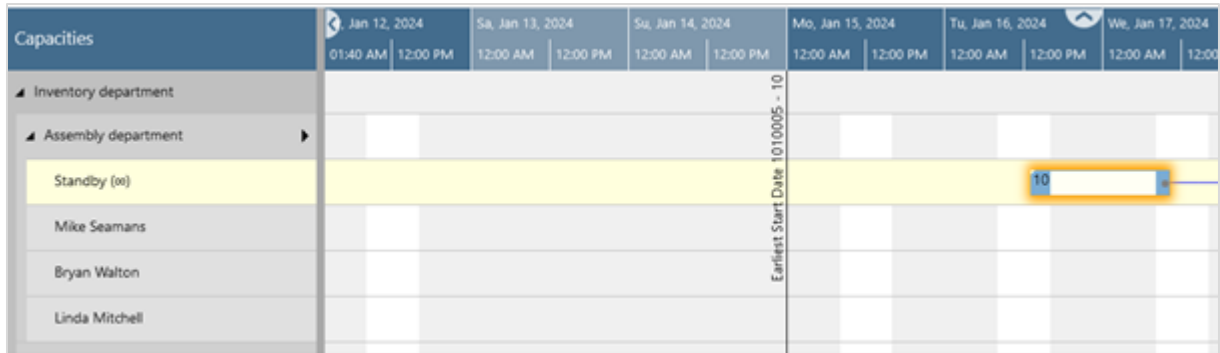 Capacities
, Jan 12, 2024 Sa, Jan 13, 2024 Su, Jan 14, 2024 Mo, Jan 15, 2024 Tu, Jan 16, 2024 We, Jan 17, 2024
01:40 AM 12:00 PM 12:00 AM 12:00 PM 12:00 AM 12:00 PM 12:00 AM 12:00 PM 12:00 AM 12:00 PM 12:00 AM 12:00
Inventory department
Assembly department
Standby (∞)
10
Mike Seamans
Bryan Walton
Linda Mitchell
Earliest Start Date 1010005 - 10